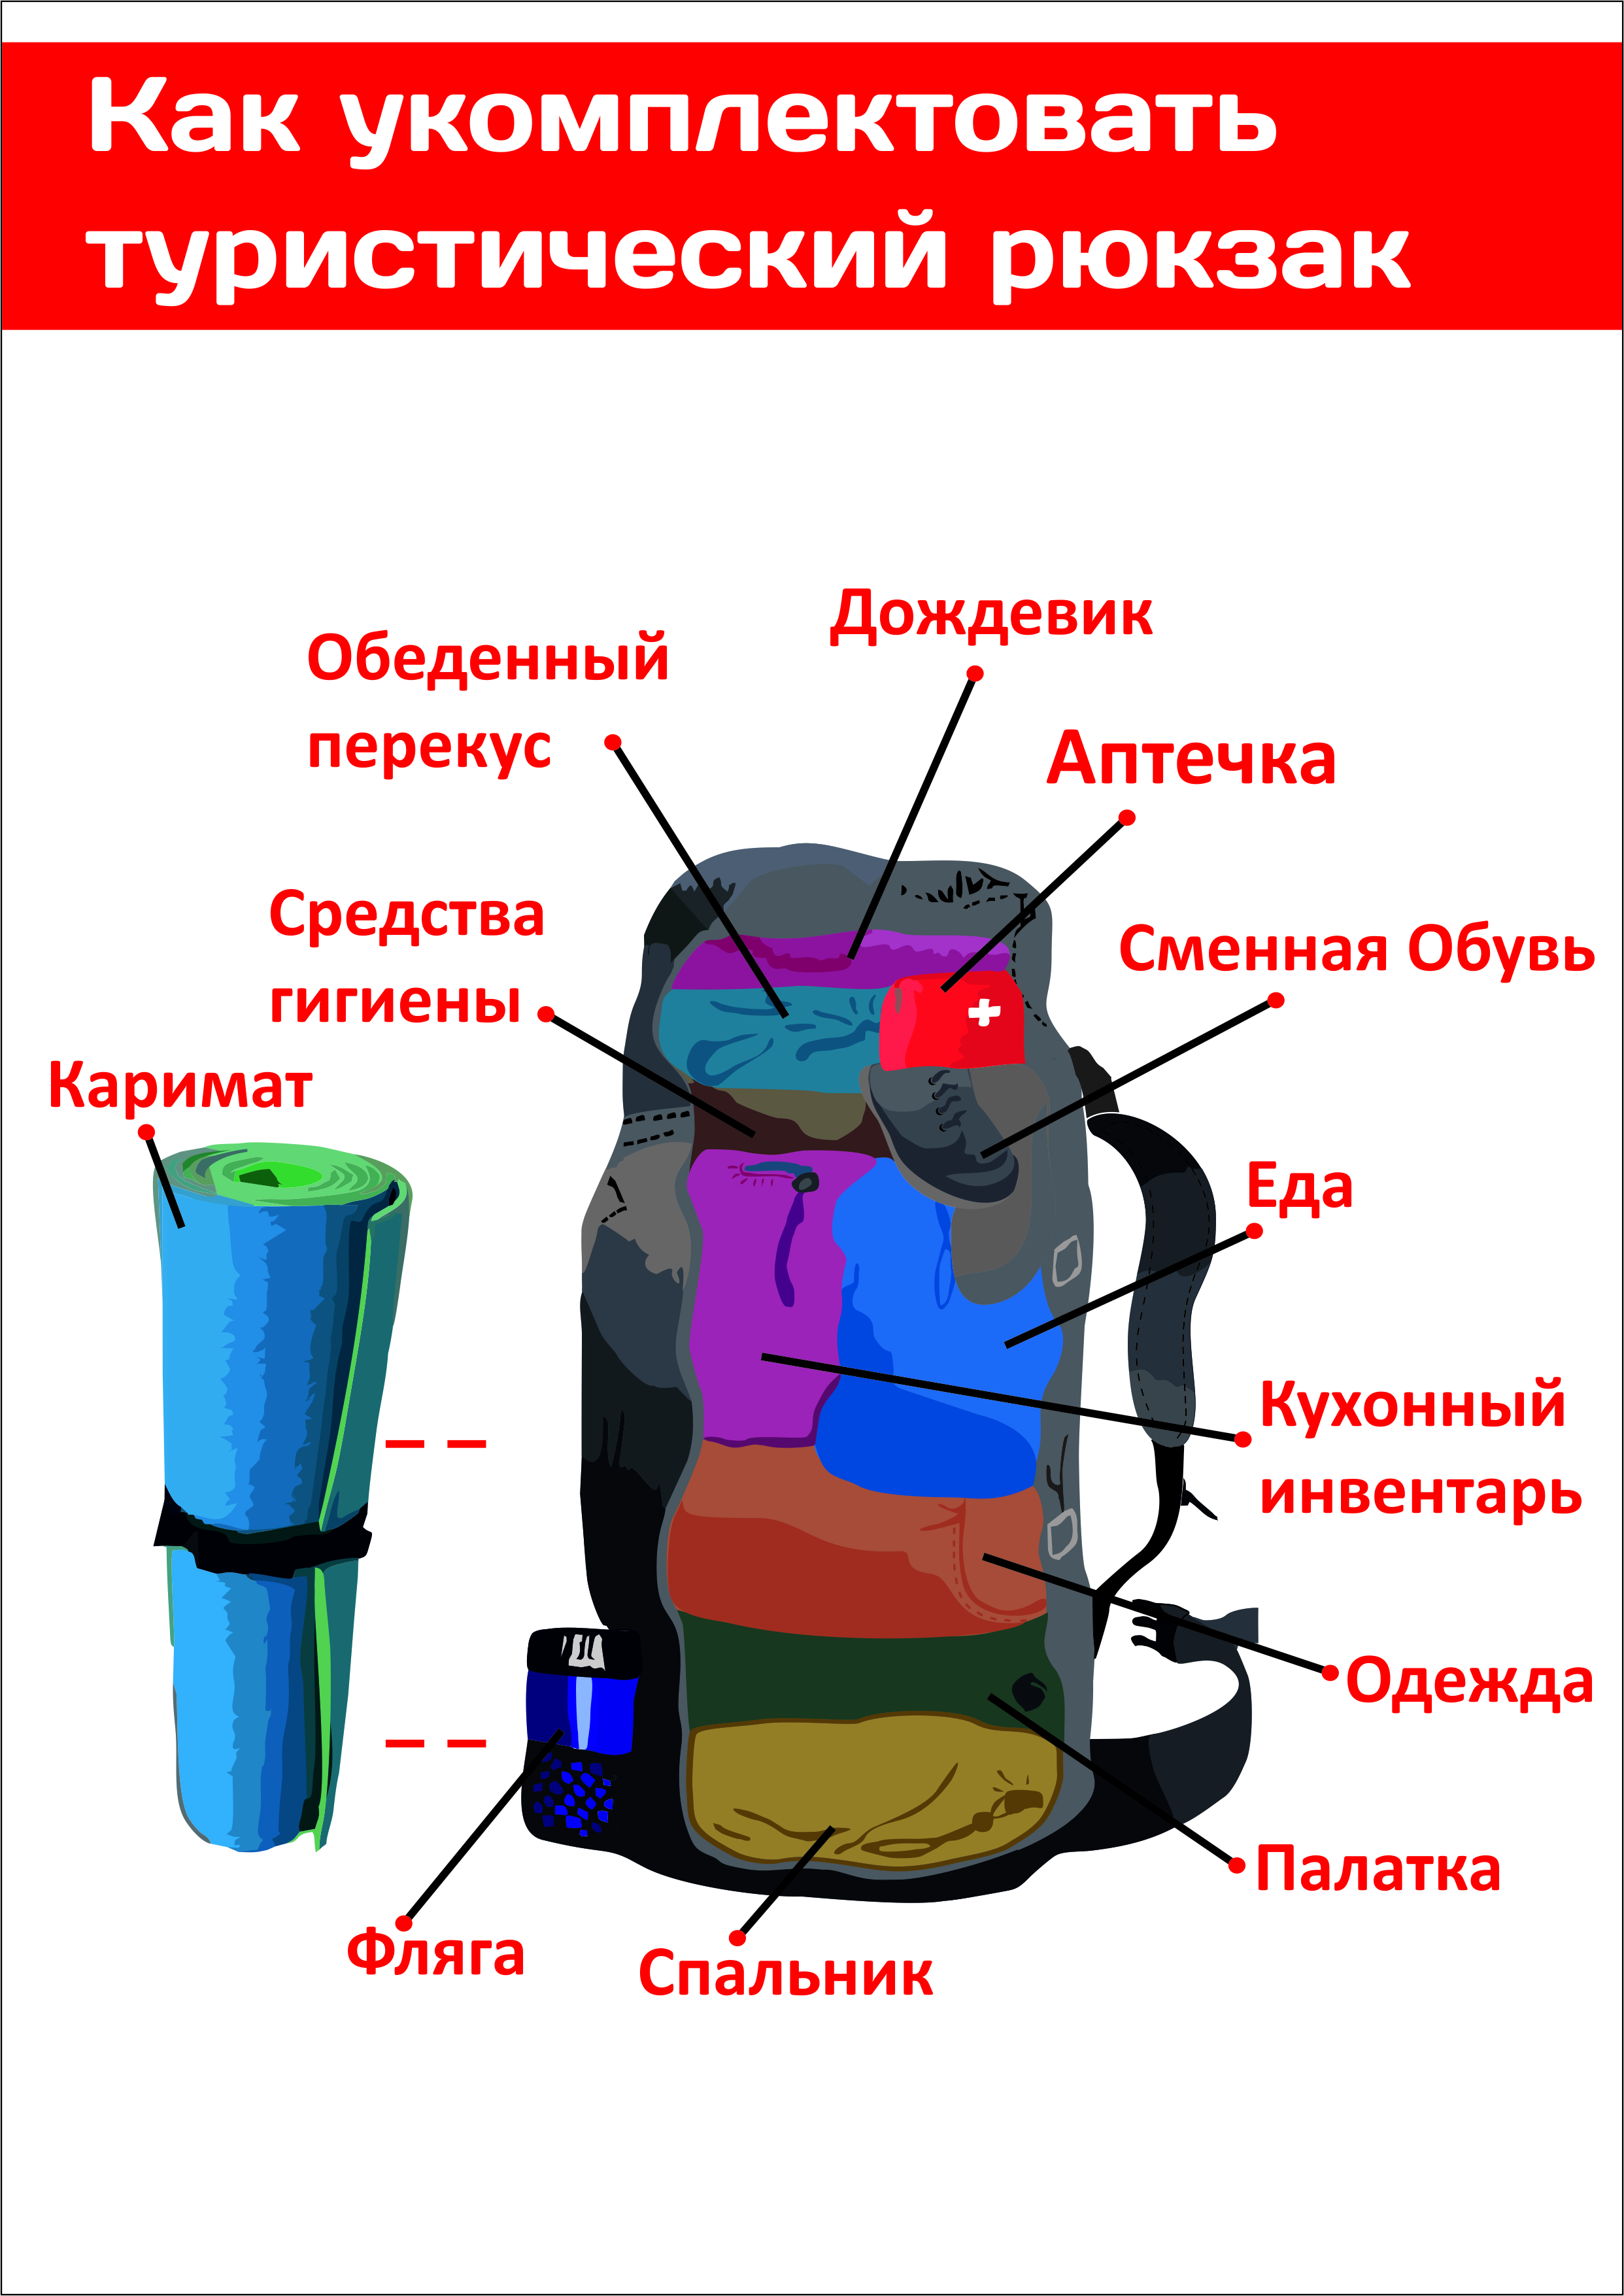 Как укомплектовать
туристический рюкзак
Дождевик
Обеденный
перекус
Аптечка
Средства
гигиены
Сменная Обувь
Каримат
Еда
Кухонный
инвентарь
Одежда
Палатка
Фляга
Спальник